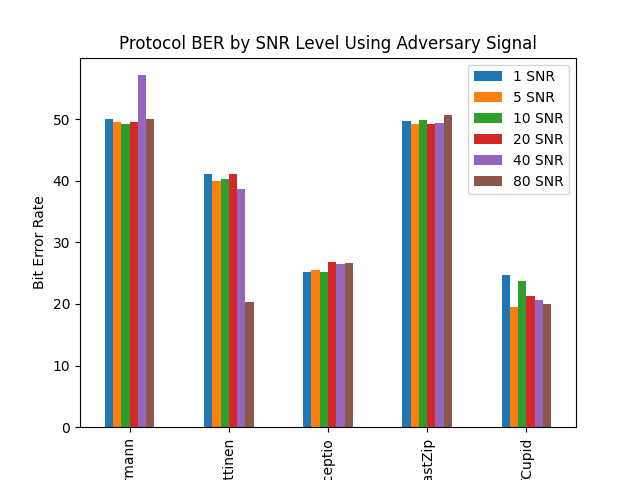 Protocol BER by SNR Level Using Adversary Signal
Bit Error Rate
50
40
30
20
10
0
1 SNR
5 SNR
10 SNR
20 SNR
40 SNR
80 SNR
rmann
ttinen
ceptio
astZip
Cupid